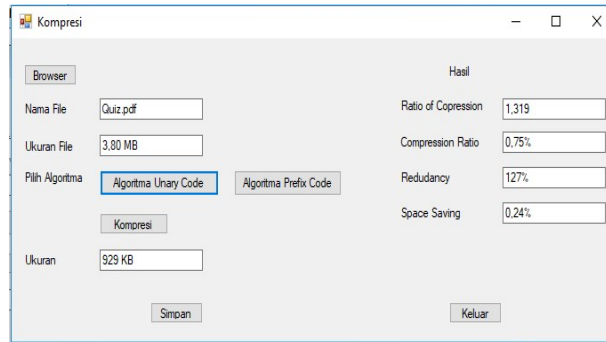 Kompresi
Browser
Hasil
Nama File Quiz.pdf
Ratio of Copression 1,319
Ukuran File 3,80 MB
Compression Ratio 0,75%
Pilih Algoritma Algoritma Unary Code Algoritma Prefix Code
Redudancy 127%
Kompresi
Space Saving 0,24%
Ukuran 929 KB
Simpan
Keluar